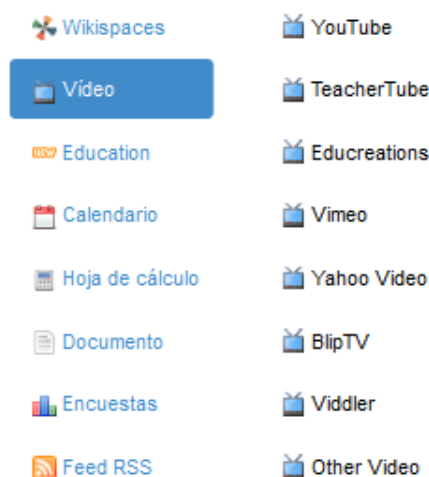 Wikispaces
Vídeo
NEW Education
Calendario
Hoja de cálculo
Documento
Encuestas
Feed RSS
YouTube
TeacherTube
Educreations
Vimeo
Yahoo Video
BlipTV
Viddler
Other Video